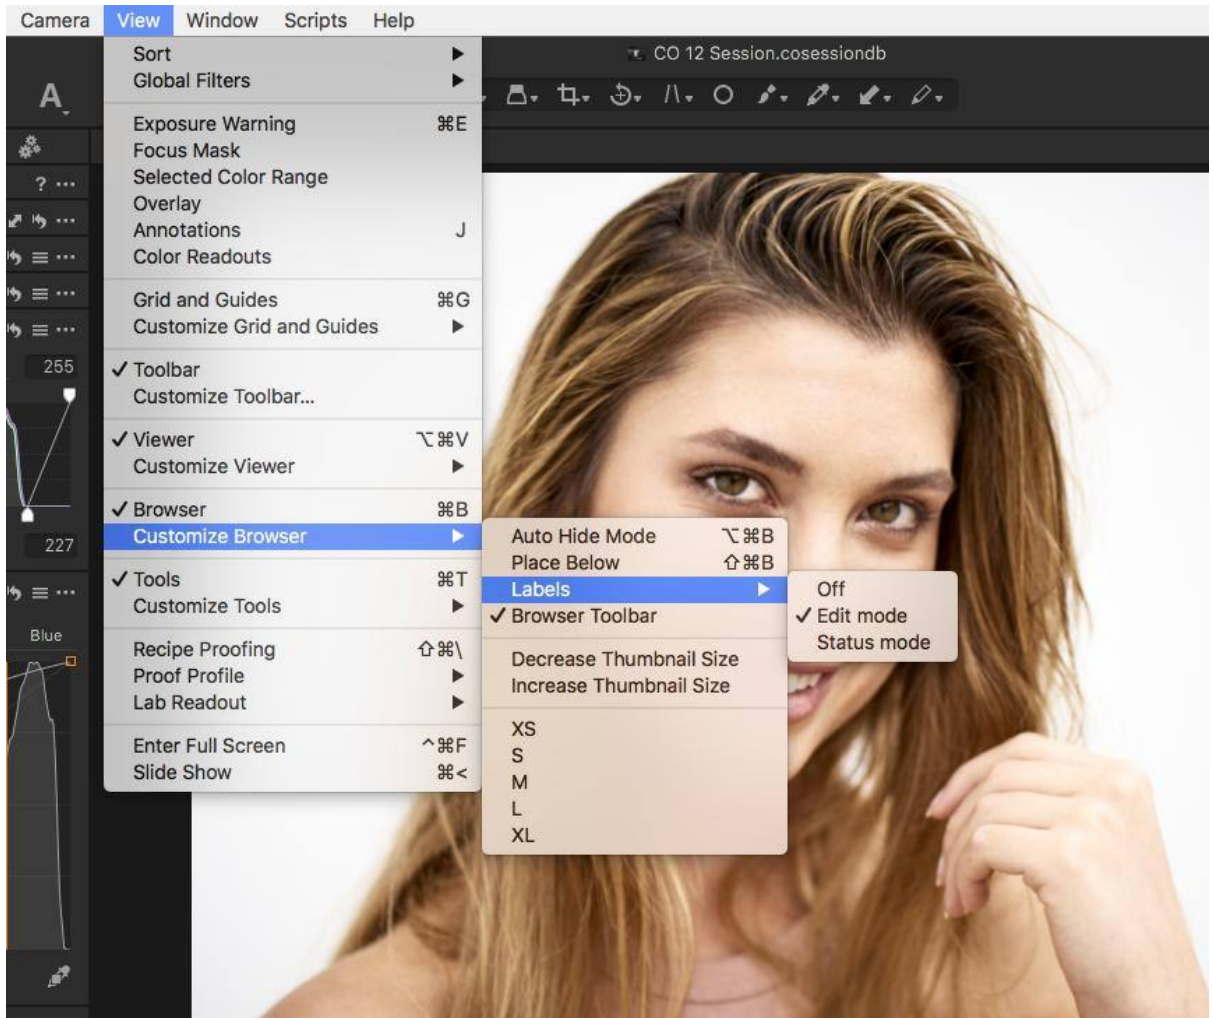 Camera View Window Scripts Help
CO 12 Session.cosessiondb
A
? ...
255
227
Blue
Sort ▶
Global Filters ▶
Exposure Warning ⌘E
Focus Mask
Selected Color Range
Overlay
Annotations J
Color Readouts
Grid and Guides ⌘G
Customize Grid and Guides ▶
✓ Toolbar
Customize Toolbar...
✓ Viewer ⌥⌘V
Customize Viewer ▶
✓ Browser ⌘B
Customize Browser ▶
✓ Tools ⌘T
Customize Tools ▶
Recipe Proofing ⇧⌘\
Proof Profile ▶
Lab Readout ▶
Enter Full Screen ^⌘F
Slide Show ⌘<
Auto Hide Mode ⌥⌘B
Place Below ⇧⌘B
Labels ▶
✓ Browser Toolbar
Decrease Thumbnail Size
Increase Thumbnail Size
XS
S
M
L
XL
Off
✓ Edit mode
Status mode